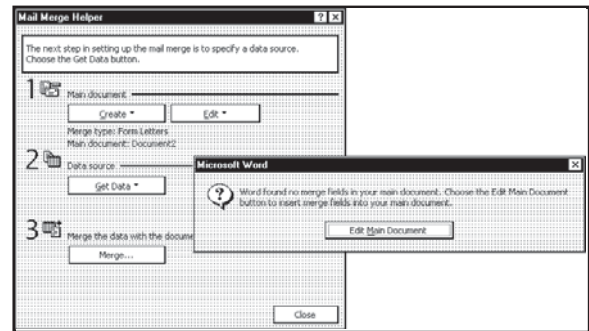 Mail Merge Helper
The next step in setting up the mail merge is to specify a data source.
Choose the Get Data button.
1 Main document
Create
Edit
Merge type: Form Letters
Main document: Document2
2 Data source
Get Data
3 Merge the data with the docume
Merge...
Close
Microsoft Word
Word found no merge fields in your main document. Choose the Edit Main Document
button to insert merge fields into your main document.
Edit Main Document